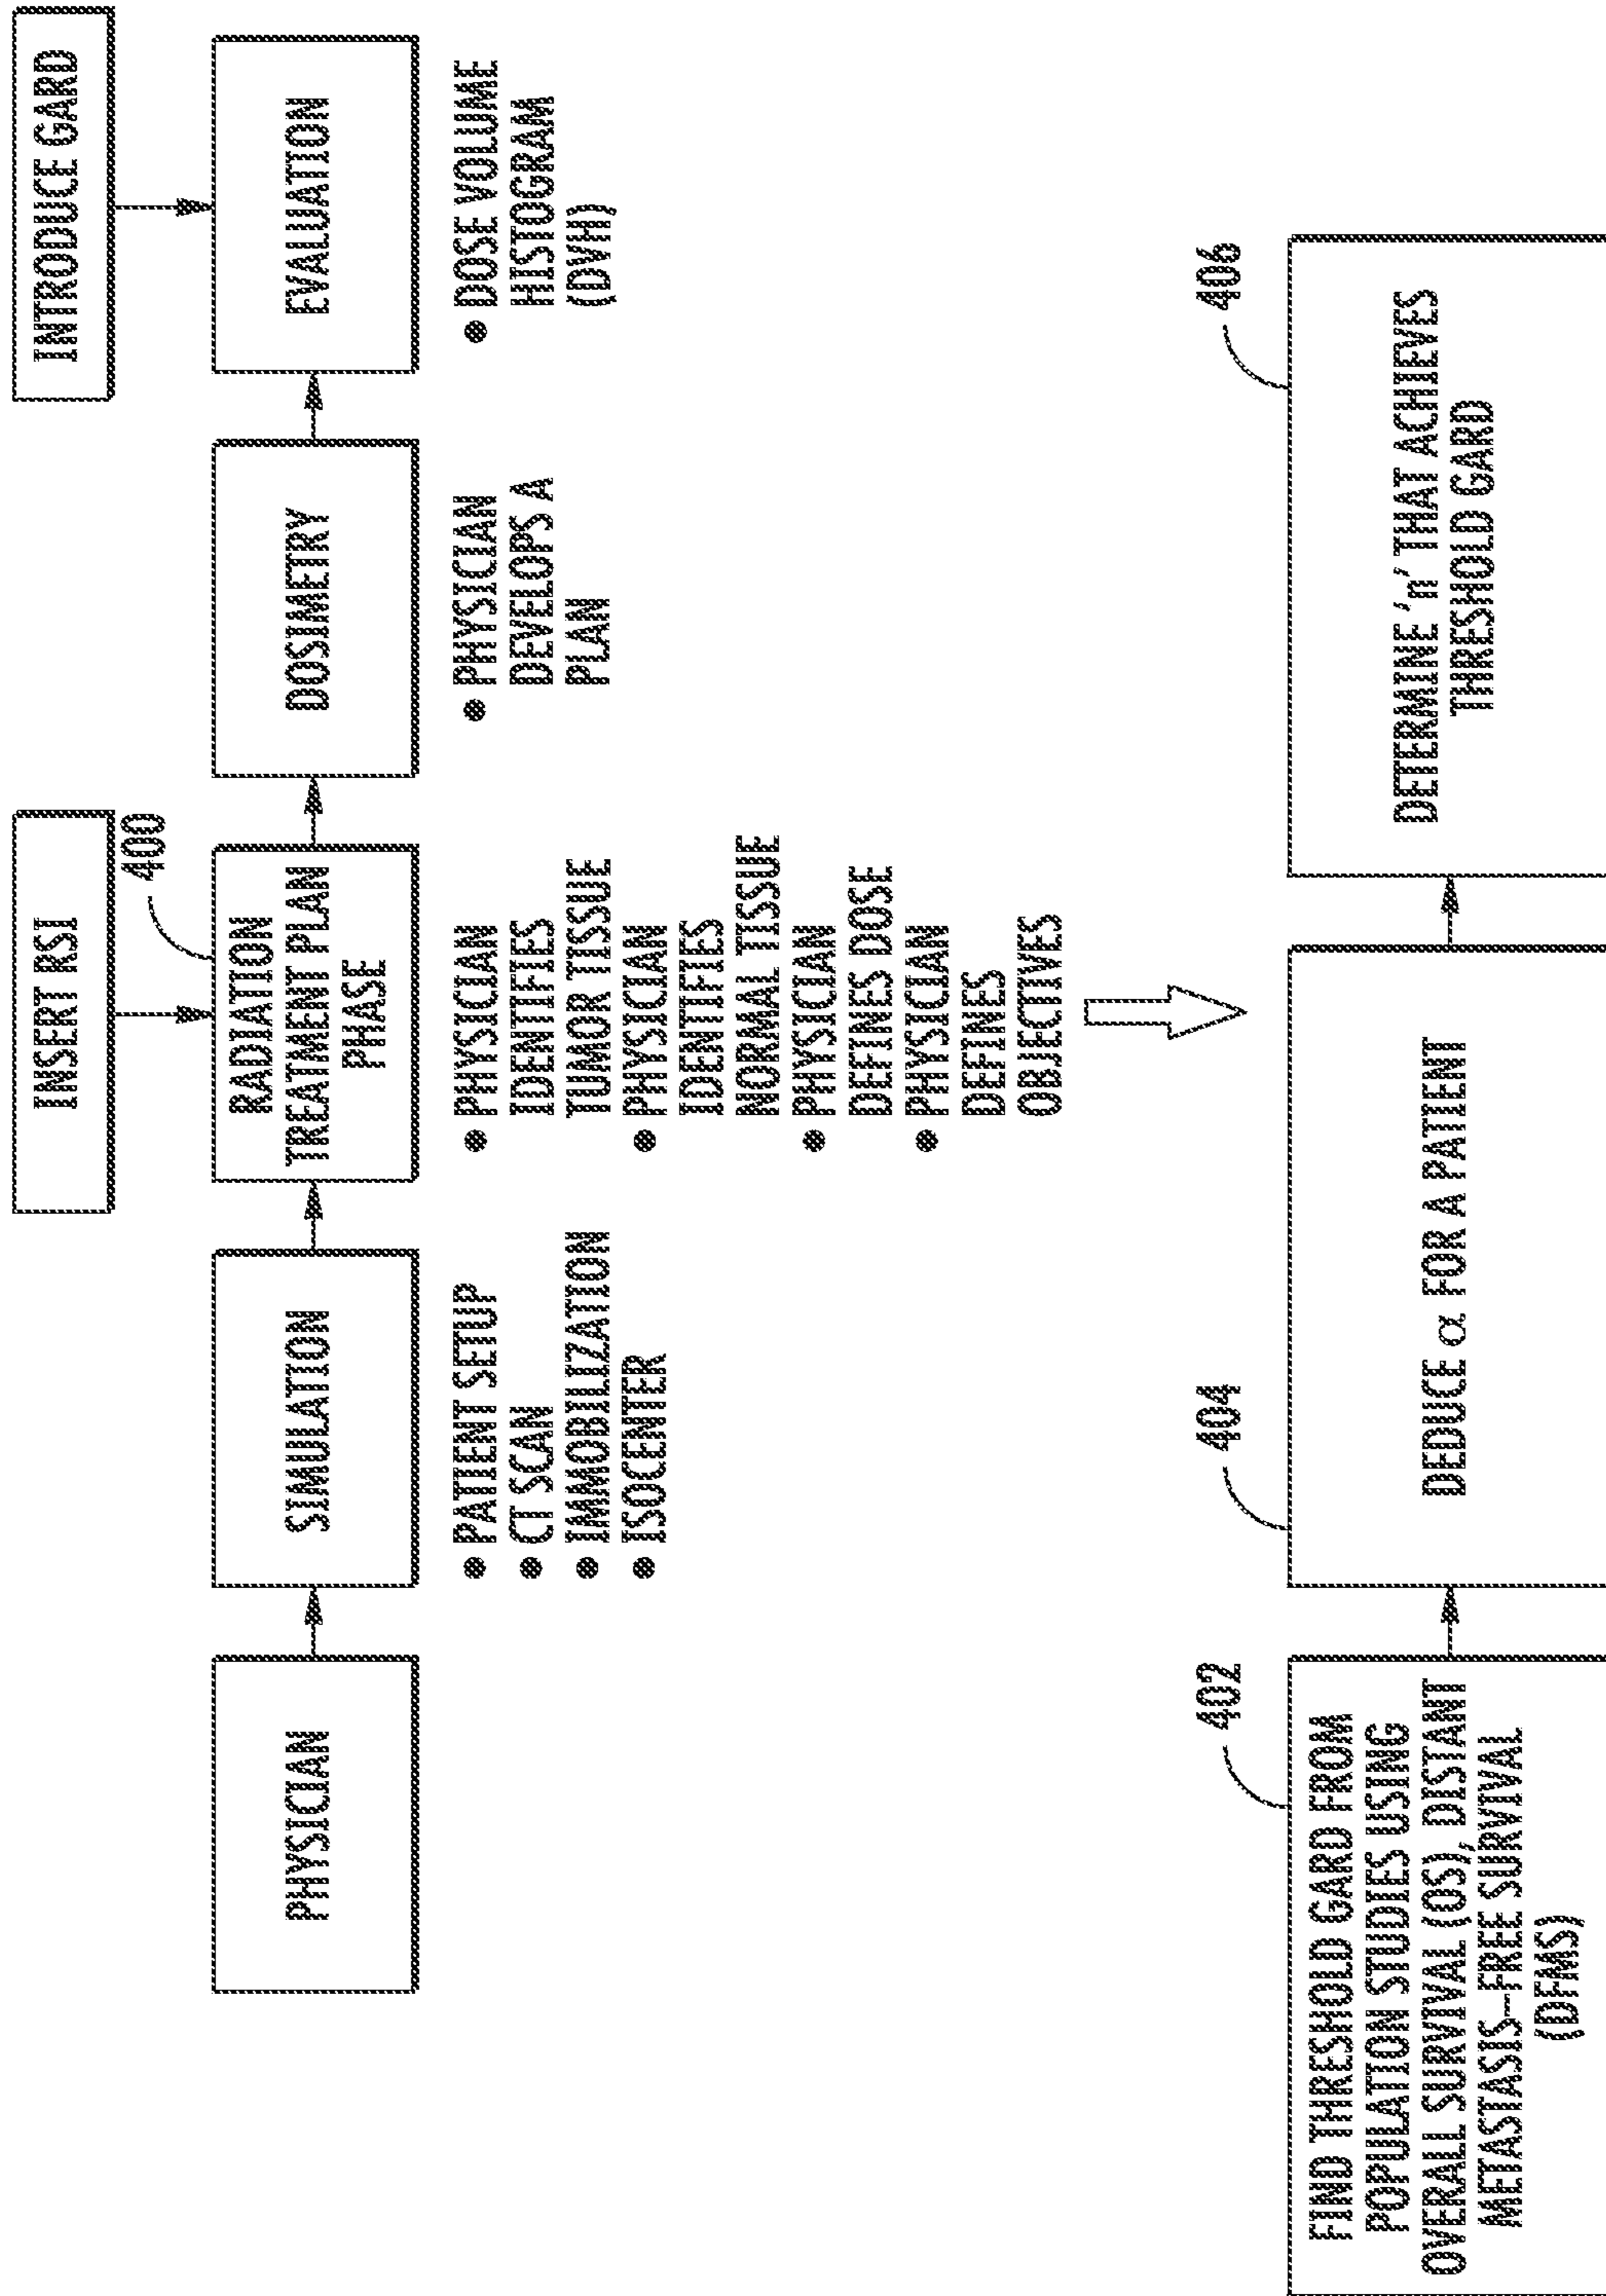 INSERT RSI
INTRODUCE GARD
400
PHYSICIAN
SIMULATION
RADIATION
TREATMENT PLAN
PHASE
DOSIMETRY
EVALUATION
● PATIENT SETUP
● CT SCAN
● IMMOBILIZATION
● ISOCENTER
● PHYSICIAN
IDENTIFIES
TUMOR TISSUE
● PHYSICIAN
IDENTIFIES
NORMAL TISSUE
● PHYSICIAN
DEFINES DOSE
● PHYSICIAN
DEFINES
OBJECTIVES
● PHYSICIAN
DEVELOPS A
PLAN
● DOSE VOLUME
HISTOGRAM
(DVH)
402
FIND THRESHOLD GARD FROM
POPULATION STUDIES USING
OVERALL SURVIVAL (OS), DISTANT
METASTASIS-FREE SURVIVAL
(DFMS)
404
DEDUCE α FOR A PATIENT
406
DETERMINE 'n' THAT ACHIEVES
THRESHOLD GARD